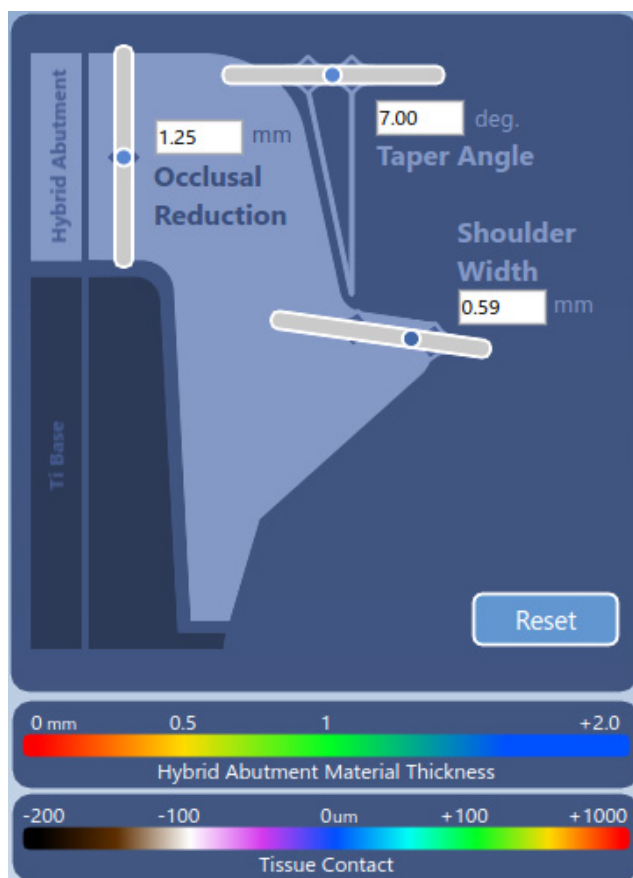 Hybrid Abutment
Ti Base
1.25 mm
Occlusal
Reduction
7.00 deg.
Taper Angle
Shoulder
Width
0.59 mm
Reset
0 mm 0.5 1 +2.0
Hybrid Abutment Material Thickness
-200 -100 0um +100 +1000
Tissue Contact